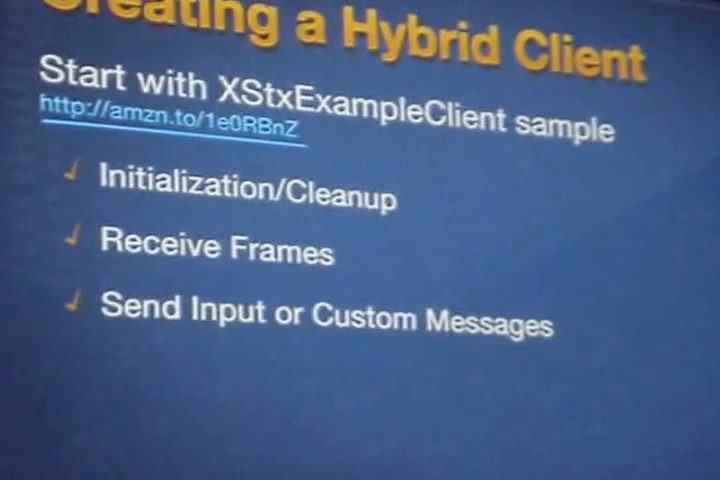 Creating a Hybrid Client
Start with XStxExampleClient sample
http://amzn.to/1e0RBnZ
Initialization/Cleanup
Receive Frames
Send Input or Custom Messages